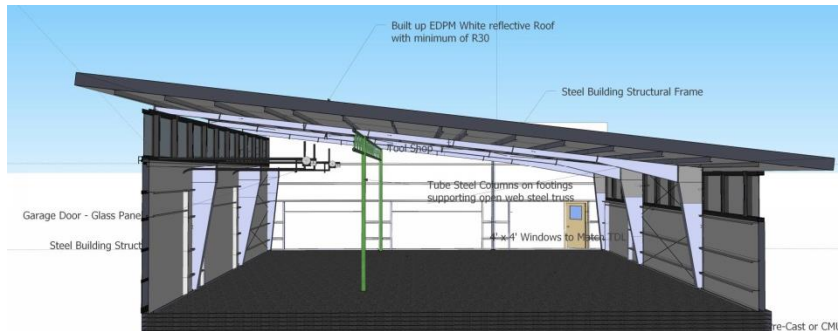 Built up EDPM White reflective Roof
with minimum of R30
Steel Building Structural Frame
Tool Shop
Tube Steel Columns on footings
supporting open web steel truss
Garage Door - Glass Pane
4' x 4' Windows to Match TDL
Steel Building Struct
re-Cast or CMU